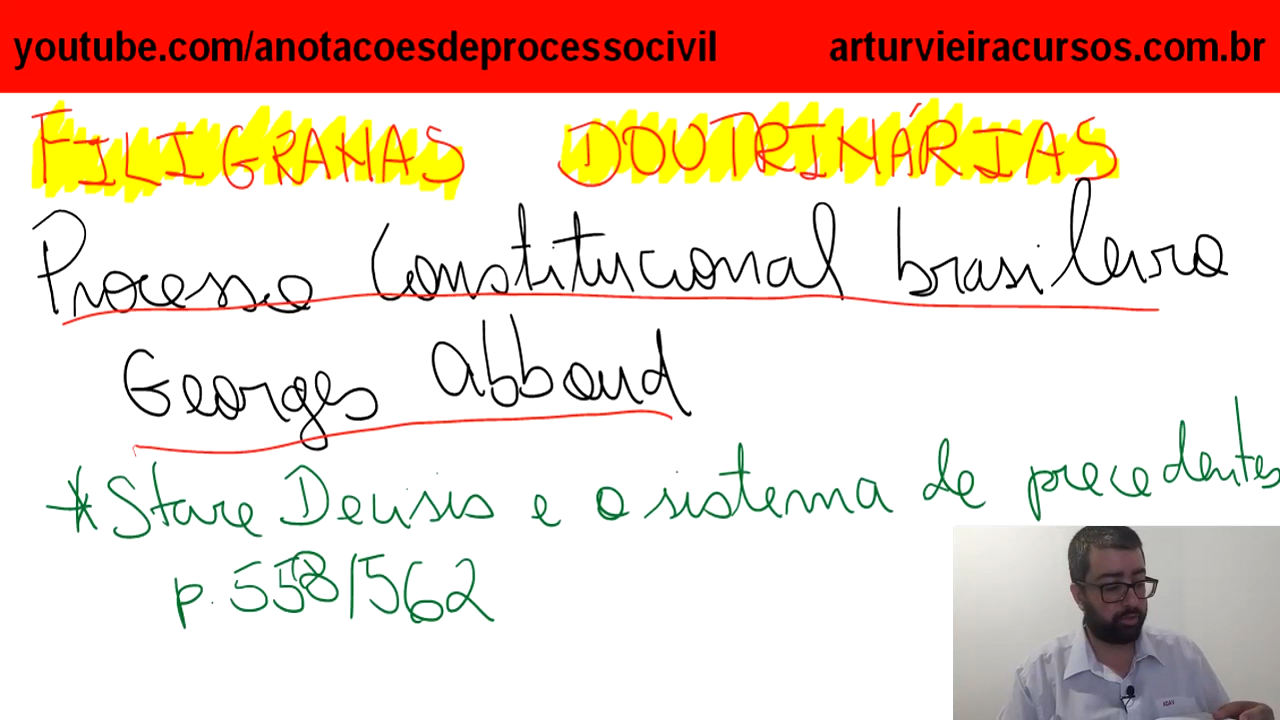 youtube.com/anotacoesdeprocessocivil arturvieiracursos.com.br
FILIGRANAS DOUTRINÁRIAS
Processo Constitucional brasileiro
Georges Abboud
* Stare Decisis e o sistema de precedentes
p. 558/562